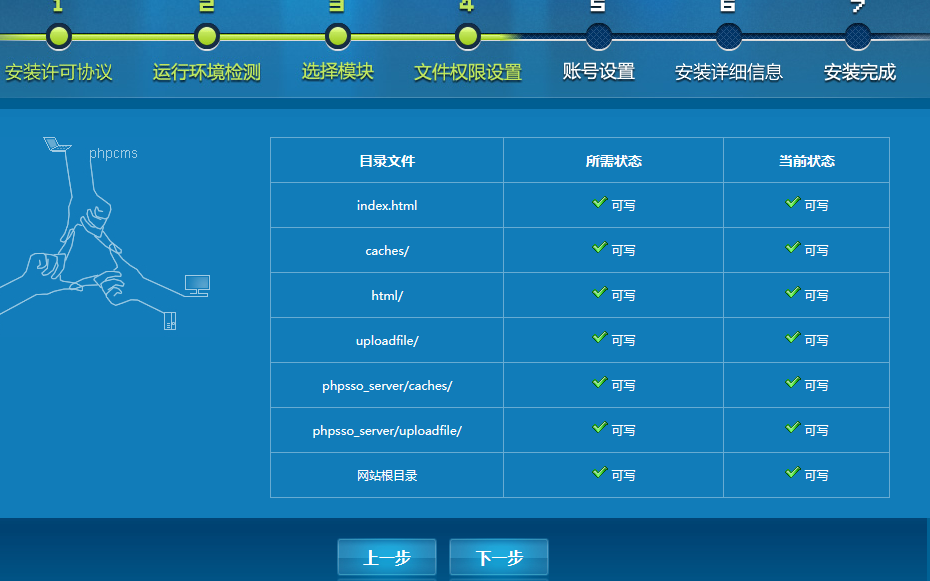 1 2 3 4 5 6 7
安装许可协议 运行环境检测 选择模块 文件权限设置 账号设置 安装详细信息 安装完成
phpcms
目录文件 所需状态 当前状态
index.html 可写 可写
caches/ 可写 可写
html/ 可写 可写
uploadfile/ 可写 可写
phpsso_server/caches/ 可写 可写
phpsso_server/uploadfile/ 可写 可写
网站根目录 可写 可写
上一步 下一步